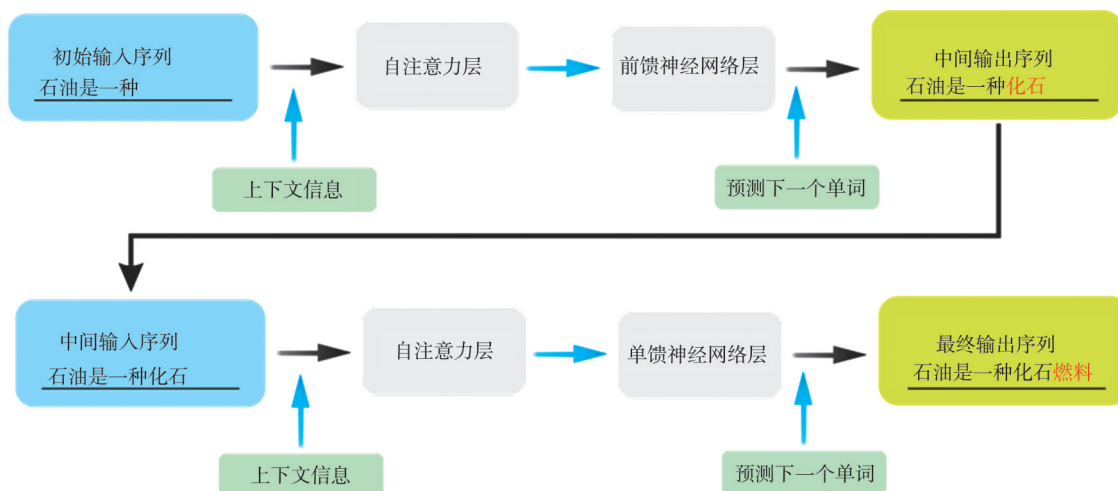 初始输入序列
石油是一种
自注意力层
前馈神经网络层
中间输出序列
石油是一种化石
上下文信息
预测下一个单词
中间输入序列
石油是一种化石
自注意力层
单馈神经网络层
最终输出序列
石油是一种化石燃料
上下文信息
预测下一个单词